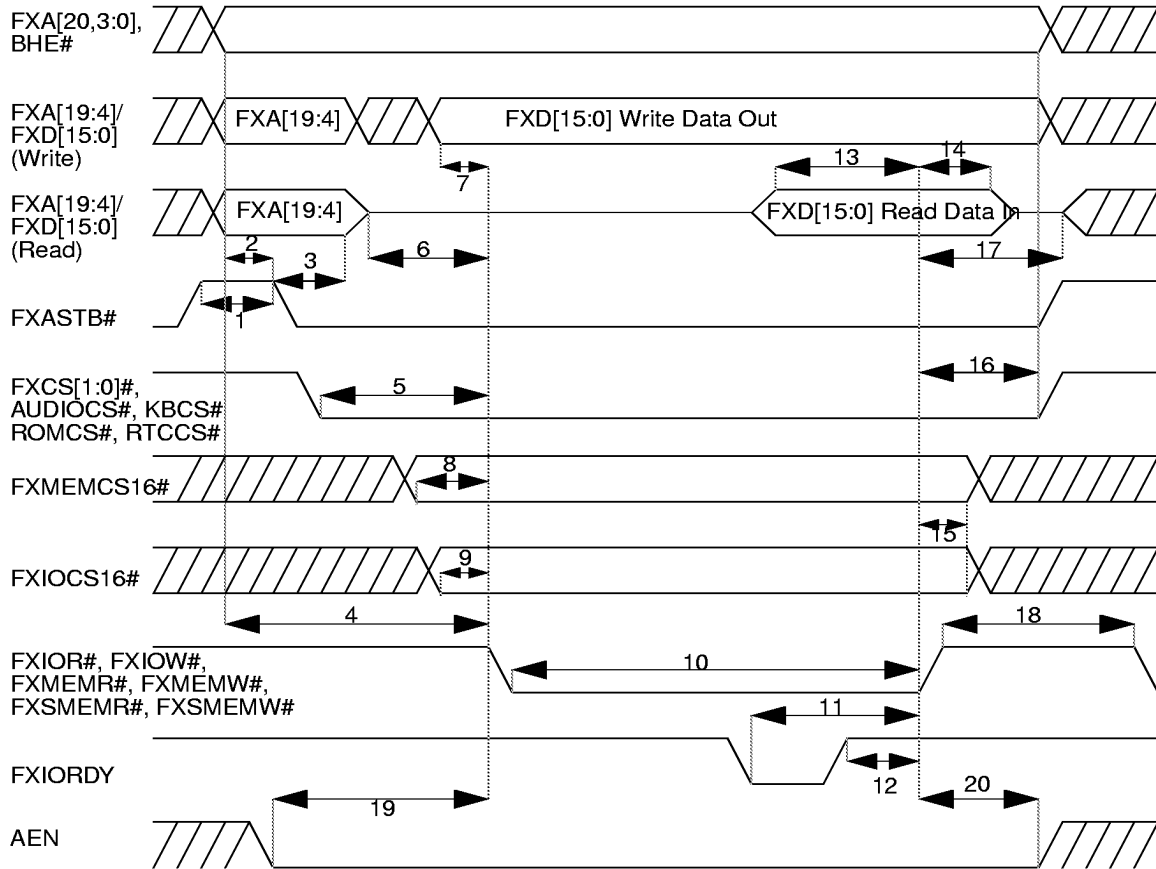 FXA[20,3:0],
BHE#
FXA[19:4]/
FXD[15:0]
(Write)
FXA[19:4]
FXD[15:0] Write Data Out
7
13
14
FXA[19:4]/
FXD[15:0]
(Read)
FXA[19:4]
FXD[15:0] Read Data In
2
3
6
17
FXASTB#
1
16
FXCS[1:0]#,
AUDIOCS#, KBCS#
ROMCS#, RTCCS#
5
FXMEMCS16#
8
15
FXIOCS16#
9
4
18
FXIOR#, FXIOW#,
FXMEMR#, FXMEMW#,
FXSMEMR#, FXSMEMW#
10
11
FXIORDY
12
19
20
AEN